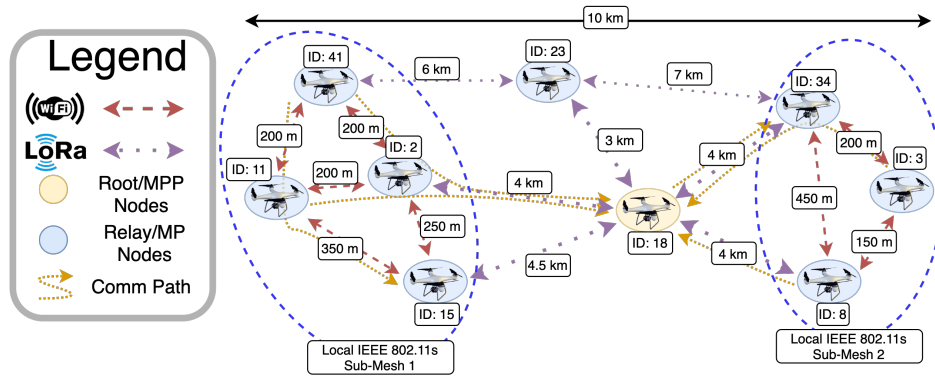 Legend
WiFi
LoRa
Root/MPP
Nodes
Relay/MP
Nodes
Comm Path
10 km
ID: 41
6 km
ID: 23
7 km
ID: 34
200 m
200 m
ID: 2
3 km
4 km
200 m
ID: 3
ID: 11
200 m
4 km
450 m
350 m
250 m
4.5 km
ID: 18
4 km
150 m
ID: 15
ID: 8
Local IEEE 802.11s
Sub-Mesh 1
Local IEEE 802.11s
Sub-Mesh 2